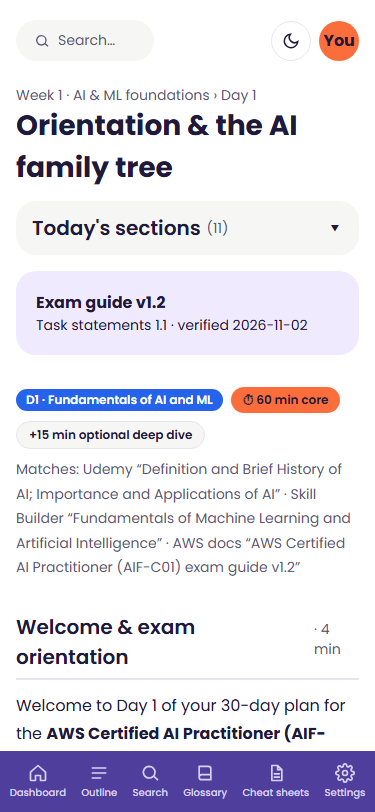 Search...
You
Week 1 · AI & ML foundations › Day 1
Orientation & the AI
family tree
Today's sections (11)
Exam guide v1.2
Task statements 1.1 · verified 2026-11-02
D1 · Fundamentals of AI and ML
⏱ 60 min core
+15 min optional deep dive
Matches: Udemy “Definition and Brief History of
AI; Importance and Applications of AI” · Skill
Builder “Fundamentals of Machine Learning and
Artificial Intelligence” · AWS docs “AWS Certified
AI Practitioner (AIF-C01) exam guide v1.2”
Welcome & exam
orientation
· 4
min
Welcome to Day 1 of your 30-day plan for
the AWS Certified AI Practitioner (AIF-
Dashboard
Outline
Search
Glossary
Cheat sheets
Settings